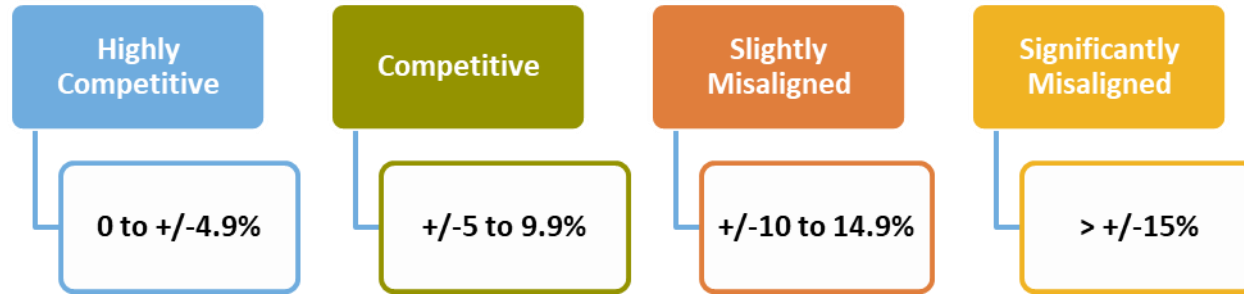 Highly
Competitive
0 to +/-4.9%
Competitive
+/-5 to 9.9%
Slightly
Misaligned
+/-10 to 14.9%
Significantly
Misaligned
> +/-15%